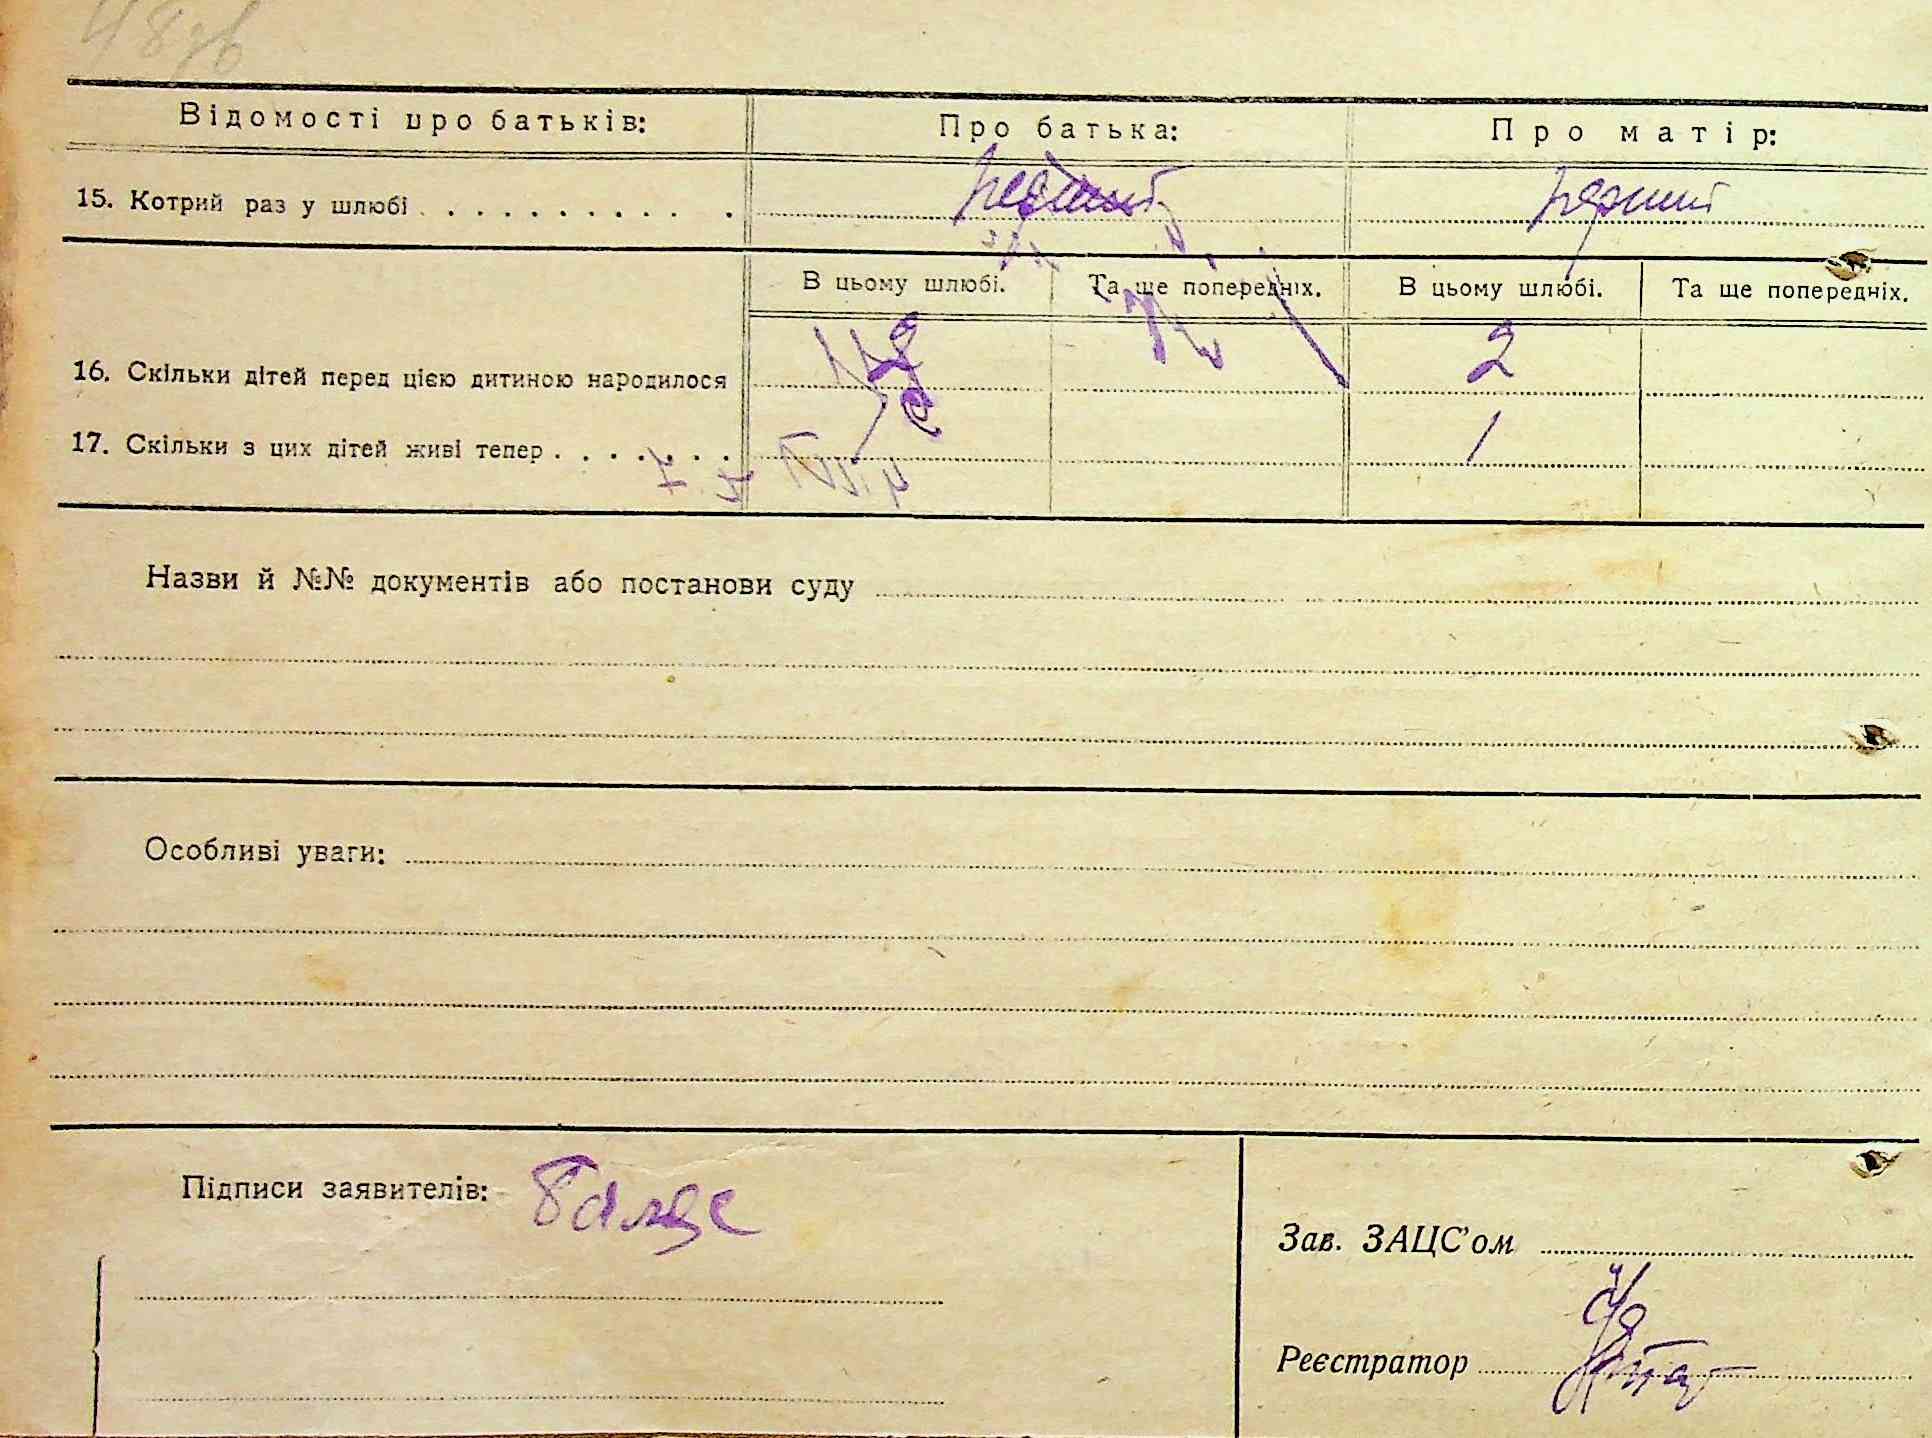 Відомості про батьків: Про батька: Про матір:
15. Котрий раз у шлюбі . . . . . . . . . . . . перший
В цьому шлюбі. Та ще попередніх. В цьому шлюбі. Та ще попередніх.
16. Скільки дітей перед цією дитиною народилося 2
17. Скільки з цих дітей живі тепер . . . . . . . 1
Назви й №№ документів або постанови суду
Особливі уваги:
Підписи заявителів:
Зав. ЗАЦС'ом
Реєстратор